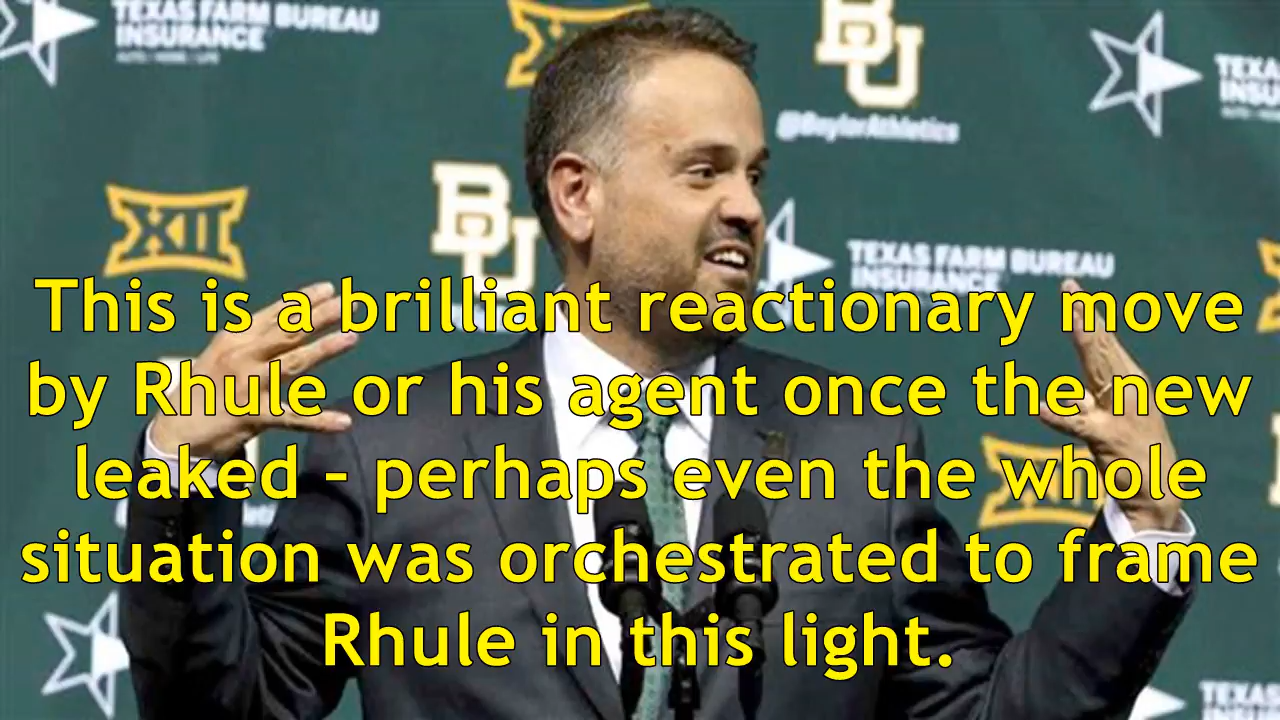 TEXAS FARM BUREAU
INSURANCE
BU
@BaylorAthletics
TEXAS
XII
BU
TEXAS FARM BUREAU
INSURANCE
This is a brilliant reactionary move
by Rhule or his agent once the new
leaked – perhaps even the whole
situation was orchestrated to frame
Rhule in this light.
TEXAS